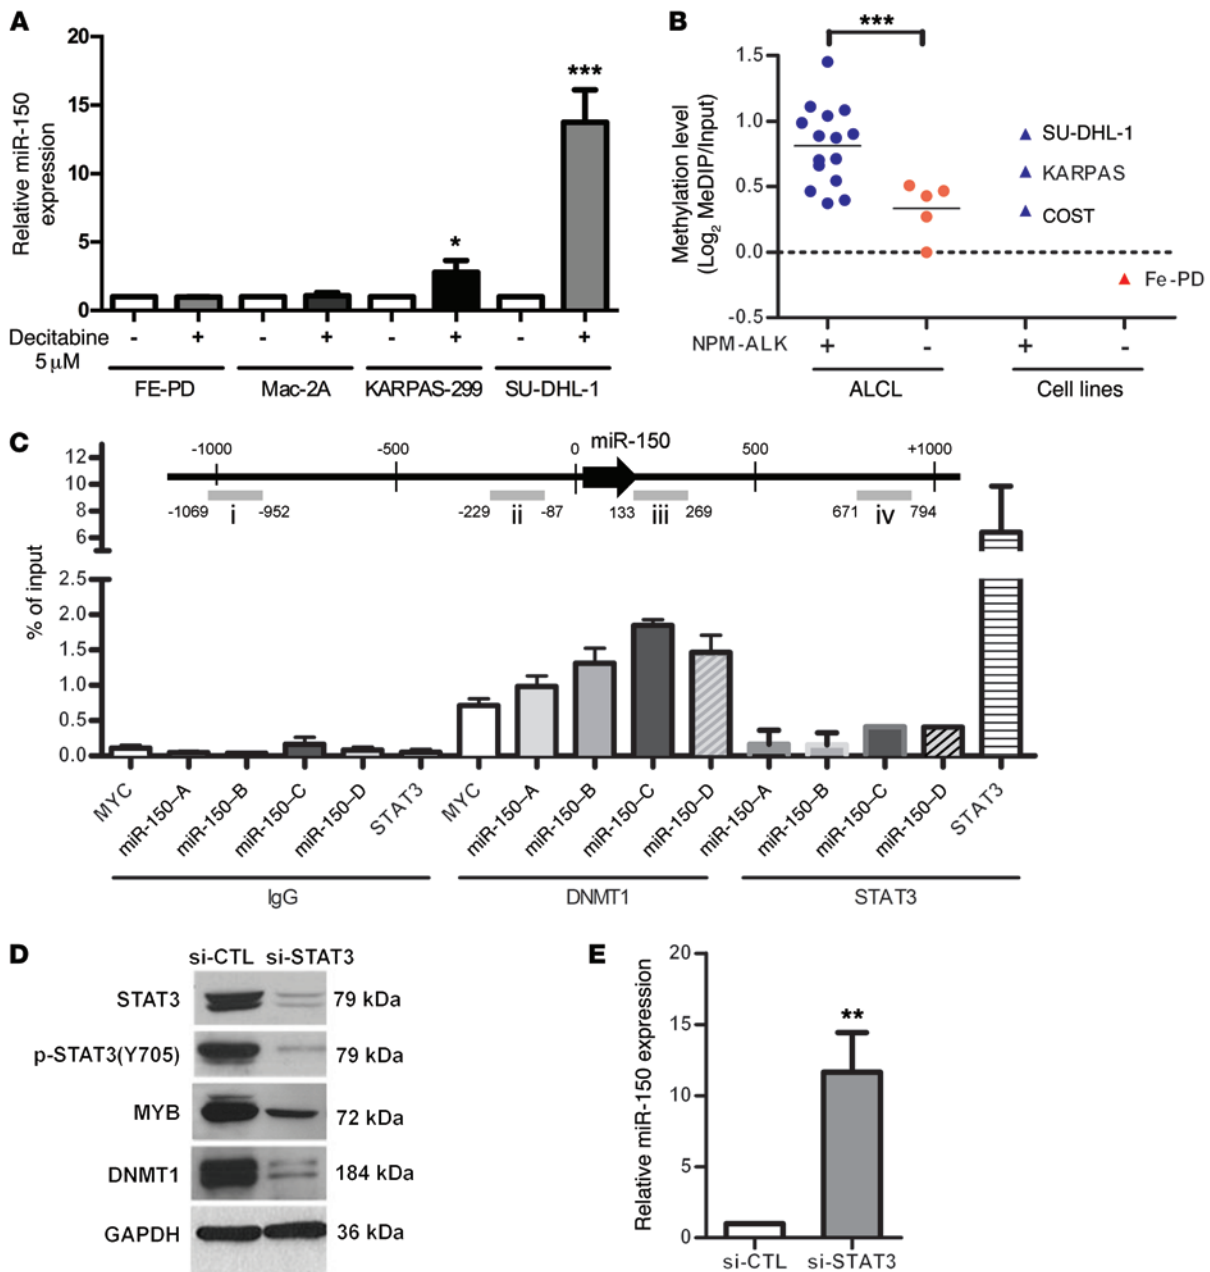 A
Relative miR-150
expression
20
15
10
5
0
*
***
Decitabine
5 µM
- + - + - + - +
FE-PD Mac-2A KARPAS-299 SU-DHL-1
B
Methylation level
(Log2 MeDIP/Input)
1.5
1.0
0.5
0.0
-0.5
***
SU-DHL-1
KARPAS
COST
Fe-PD
NPM-ALK + - + -
ALCL Cell lines
C
% of input
12
10
8
6
2.5
2.0
1.5
1.0
0.5
0.0
miR-150
-1000 -500 0 500 +1000
-1069 i -952 -229 ii -87 133 iii 269 671 iv 794
MYC miR-150–A miR-150–B miR-150–C miR-150–D STAT3 MYC miR-150–A miR-150–B miR-150–C miR-150–D miR-150–A miR-150–B miR-150–C miR-150–D STAT3
IgG DNMT1 STAT3
D
si-CTL si-STAT3
STAT3 79 kDa
p-STAT3(Y705) 79 kDa
MYB 72 kDa
DNMT1 184 kDa
GAPDH 36 kDa
E
Relative miR-150 expression
20
15
10
5
0
**
si-CTL si-STAT3